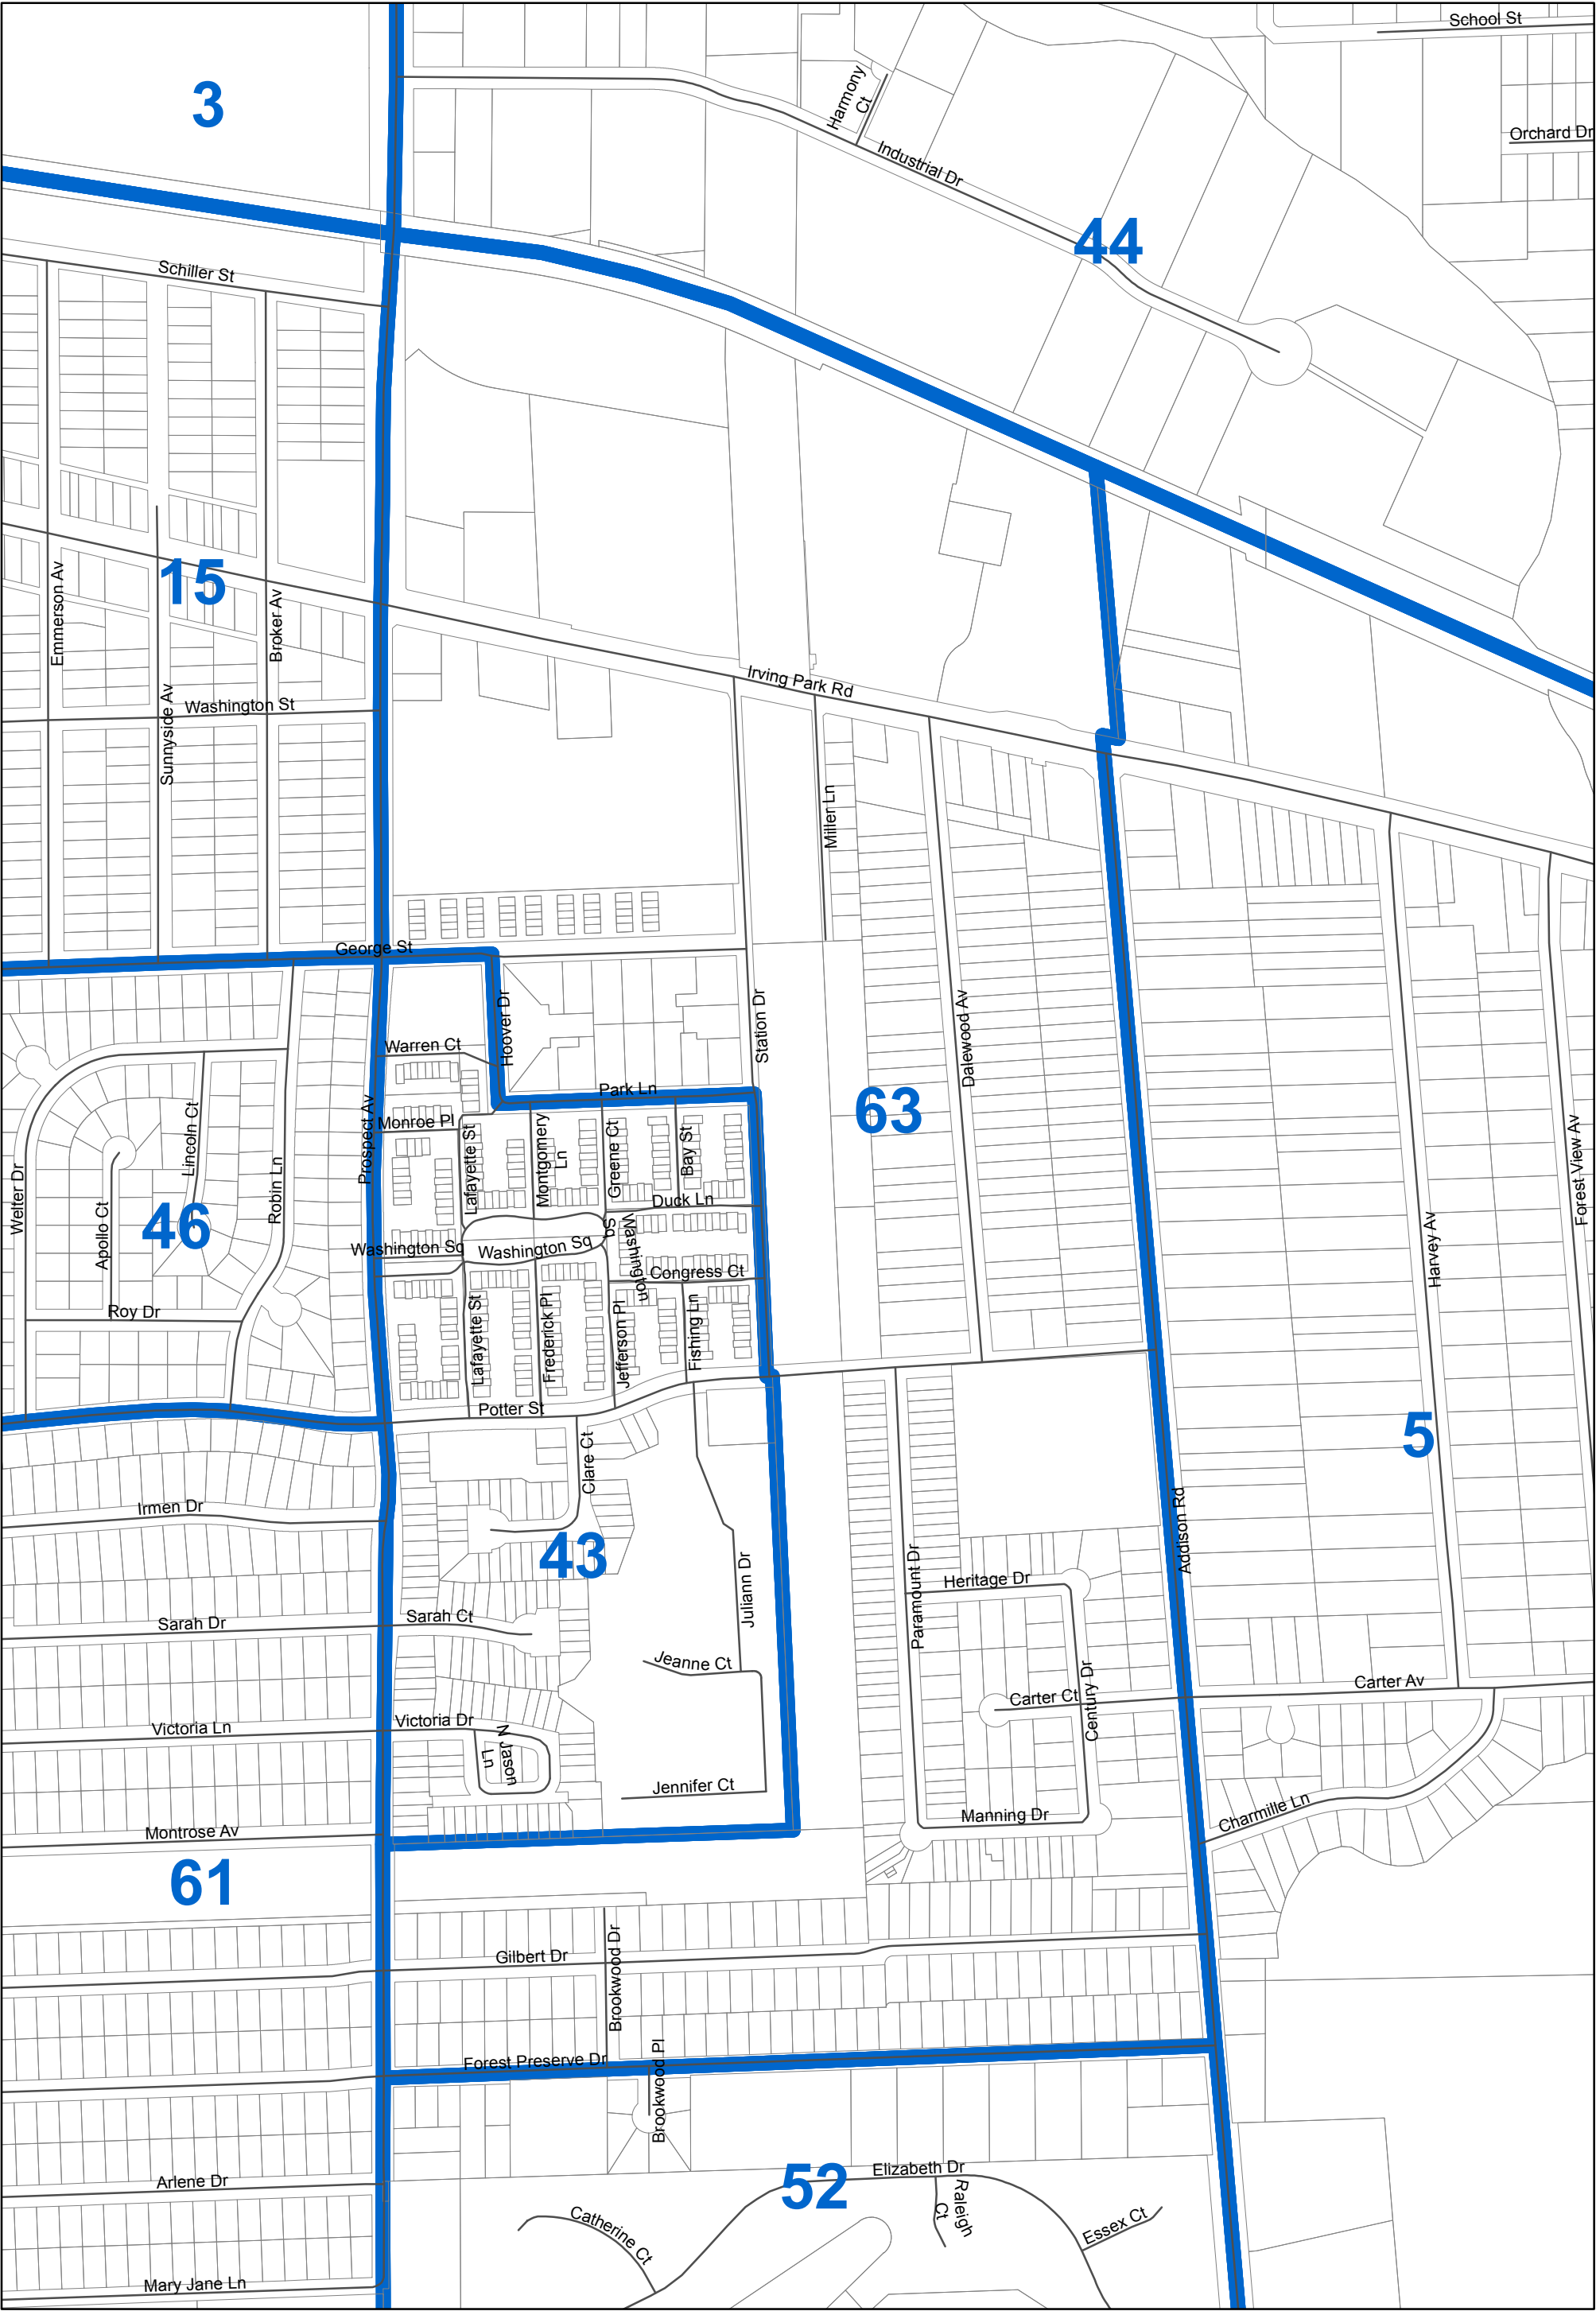 School St
3
Harmony
Ct
Orchard Dr
Industrial Dr
44
Schiller St
15
Emmerson Av
Broker Av
Sunnyside Av
Washington St
Irving Park Rd
Miller Ln
George St
Hoover Dr
Station Dr
Dalewood Av
Warren Ct
Park Ln
63
Monroe Pl
Prospect Av
Lafayette St
Montgomery
Ln
Greene Ct
Bay St
Lincoln Ct
Welter Dr
Apollo Ct
46
Robin Ln
Forest View Av
Harvey Av
Duck Ln
Washington Sq
Washington Sq
Washington
Sq
Congress Ct
Roy Dr
Lafayette St
Frederick Pl
Jefferson Pl
Fishing Ln
Potter St
Clare Ct
5
Irmen Dr
43
Addison Rd
Juliann Dr
Paramount Dr
Heritage Dr
Sarah Dr
Sarah Ct
Jeanne Ct
Carter Ct
Century Dr
Carter Av
Victoria Ln
Victoria Dr
N Jason
Ln
Jennifer Ct
Manning Dr
Charmille Ln
Montrose Av
61
Gilbert Dr
Brookwood Dr
Forest Preserve Dr
Brookwood Pl
52
Elizabeth Dr
Arlene Dr
Raleigh
Ct
Catherine Ct
Essex Ct
Mary Jane Ln